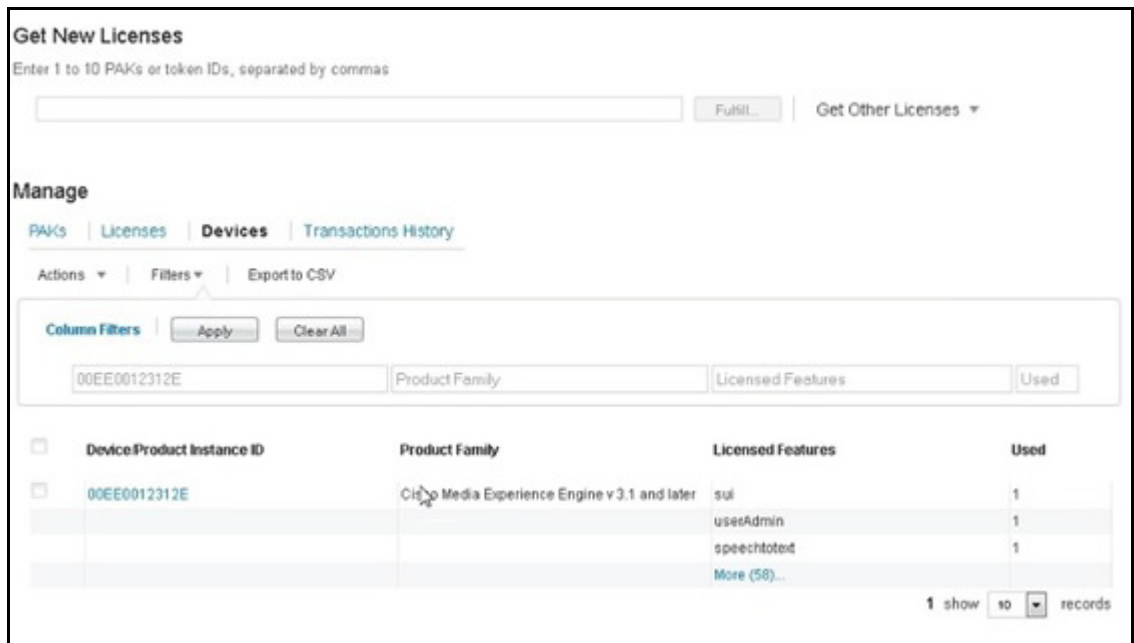 Get New Licenses
Enter 1 to 10 PAKs or token IDs, separated by commas
Fulfill... Get Other Licenses
Manage
PAKs Licenses Devices Transactions History
Actions Filters Export to CSV
Column Filters Apply Clear All
00EE0012312E Product Family Licensed Features Used
Device/Product Instance ID Product Family Licensed Features Used
00EE0012312E Cisco Media Experience Engine v 3.1 and later sui 1
userAdmin 1
speechtotext 1
More (58)...
1 show 10 records